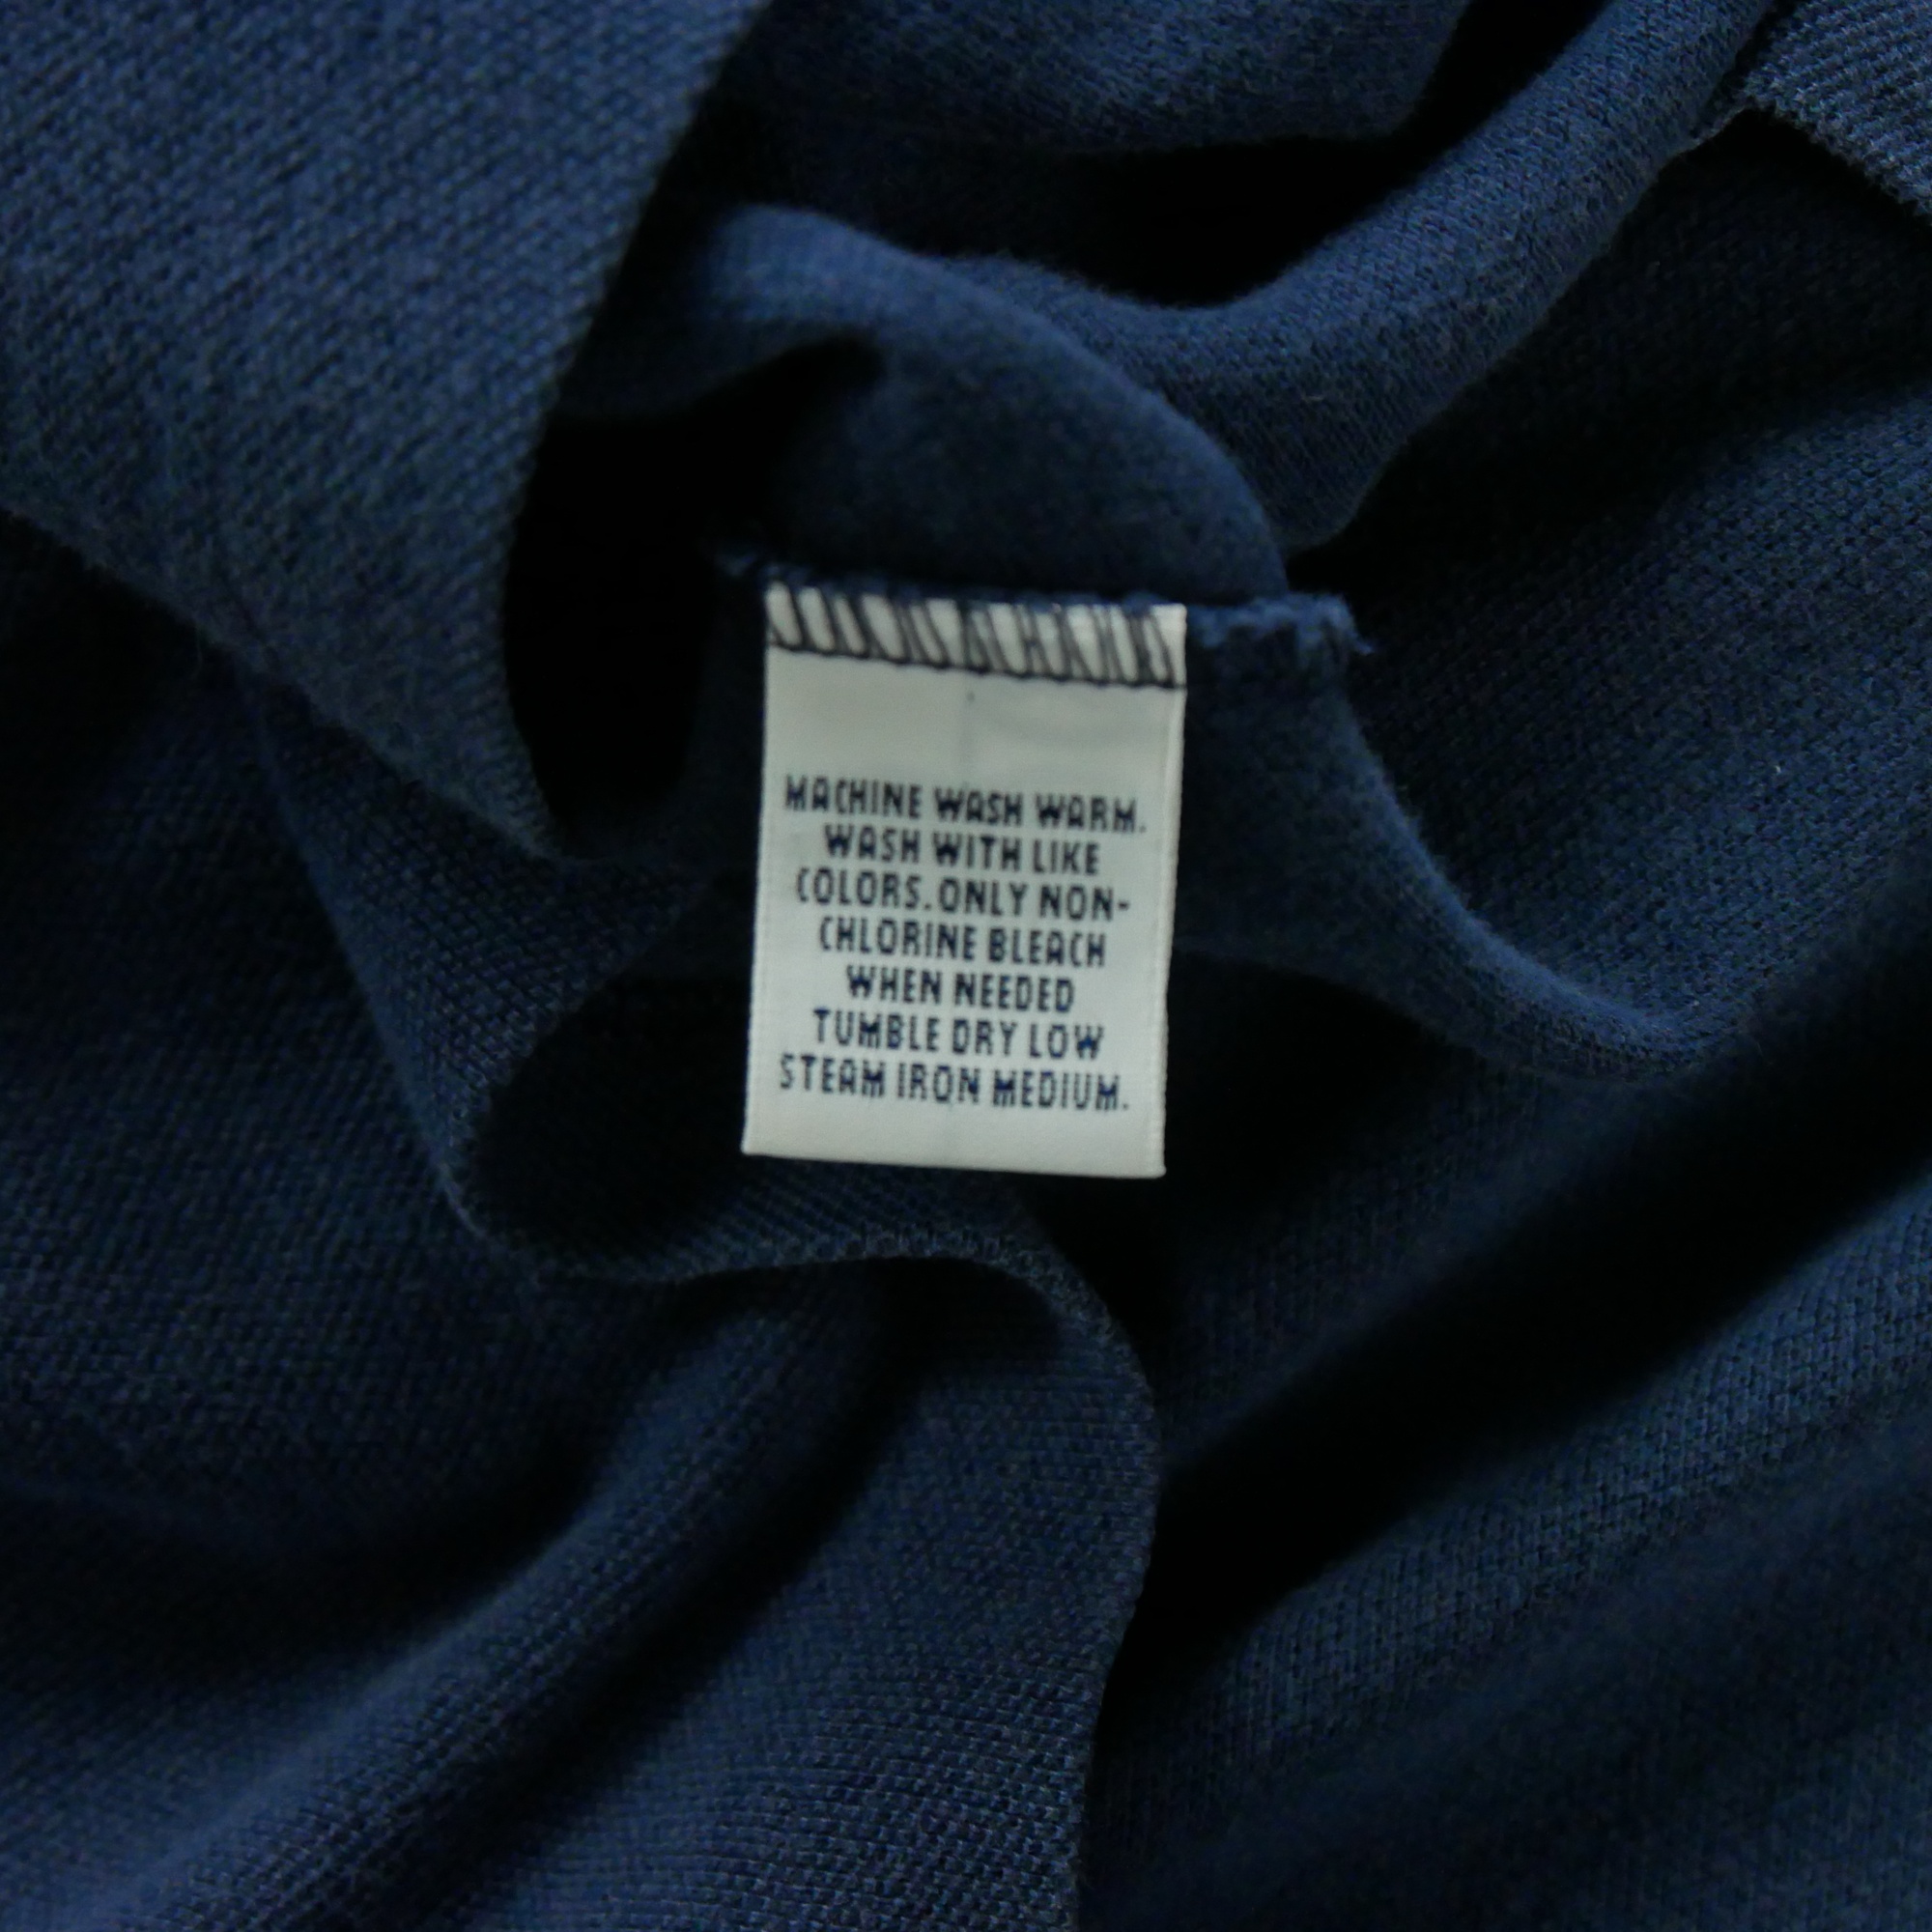 MACHINE WASH WARM.
WASH WITH LIKE
COLORS.ONLY NON-
CHLORINE BLEACH
WHEN NEEDED
TUMBLE DRY LOW
STEAM IRON MEDIUM.